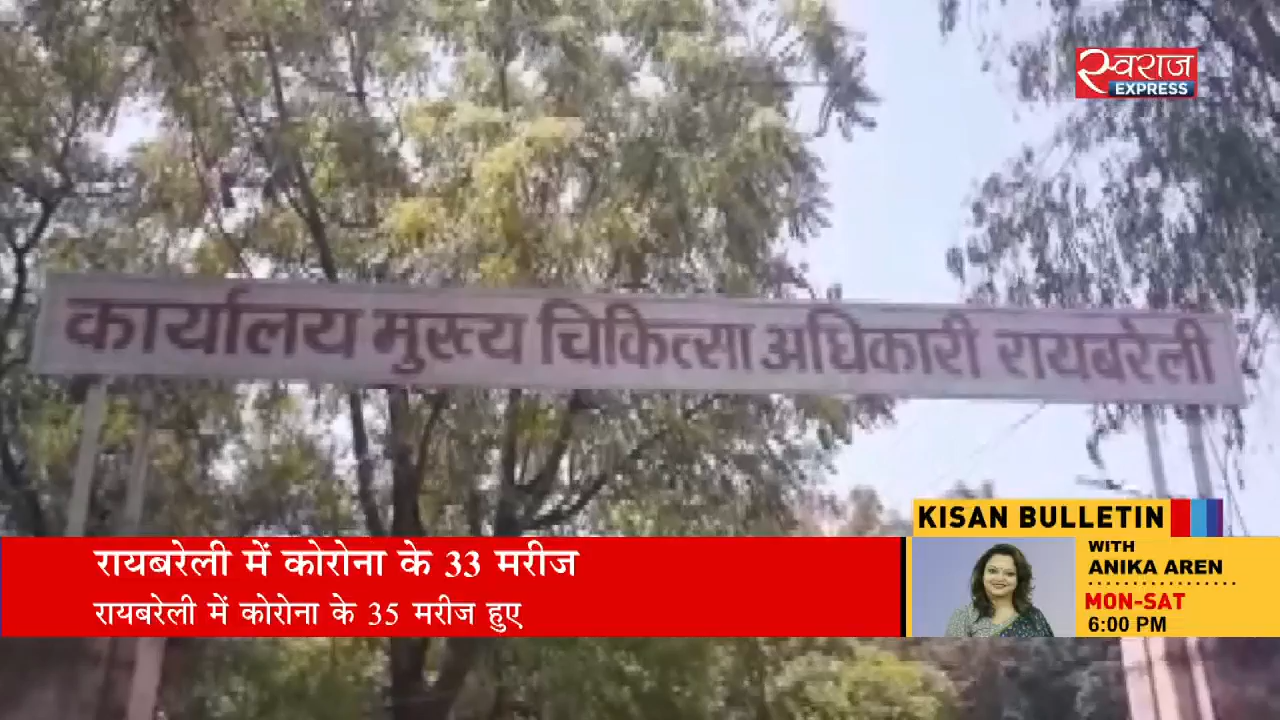 स्वराज
EXPRESS
कार्यालय मुख्य चिकित्सा अधिकारी रायबरेली
KISAN BULLETIN
रायबरेली में कोरोना के 33 मरीज
रायबरेली में कोरोना के 35 मरीज हुए
WITH
ANIKA AREN
MON-SAT
6:00 PM